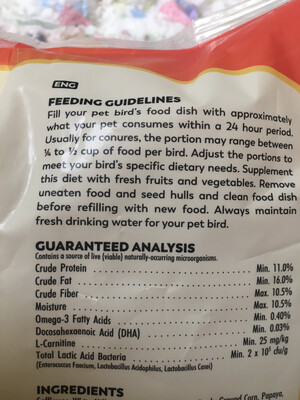 ENG
FEEDING GUIDELINES
Fill your pet bird's food dish with approximately
what your pet consumes within a 24 hour period.
Usually for conures, the portion may range between
¼ to ½ cup of food per bird. Adjust the portions to
meet your bird's specific dietary needs. Supplement
this diet with fresh fruits and vegetables. Remove
uneaten food and seed hulls and clean food dish
before refilling with new food. Always maintain
fresh drinking water for your pet bird.
GUARANTEED ANALYSIS
Contains a source of live (viable) naturally-occurring microorganisms.
Crude Protein Min. 11.0%
Crude Fat Min. 16.0%
Crude Fiber Max. 10.5%
Moisture Max. 10.5%
Omega-3 Fatty Acids Min. 0.40%
Docosahexaenoic Acid (DHA) Min. 0.03%
L-Carnitine Min. 25 mg/kg
Total Lactic Acid Bacteria Min. 2 x 10⁵ cfu/g
(Enterococcus Faecium, Lactobacillus Acidophilus, Lactobacillus Casei)
INGREDIENTS
Ground Corn,